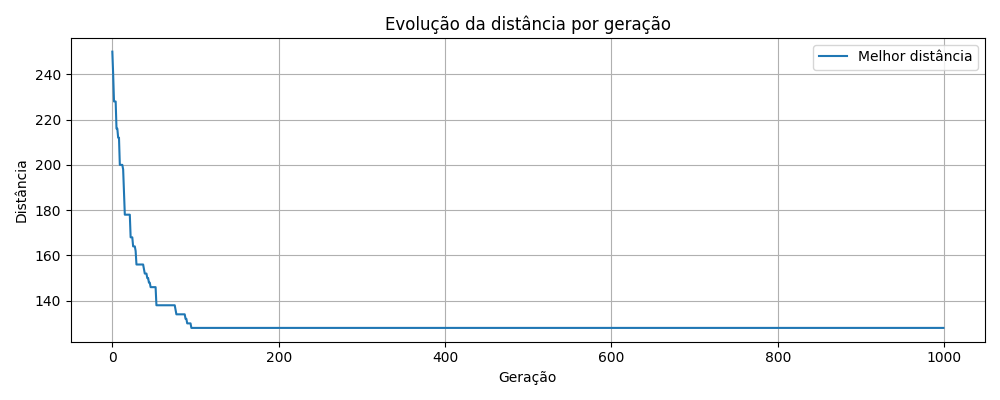 Evolução da distância por geração
Melhor distância
Distância
240
220
200
180
160
140
0 200 400 600 800 1000
Geração